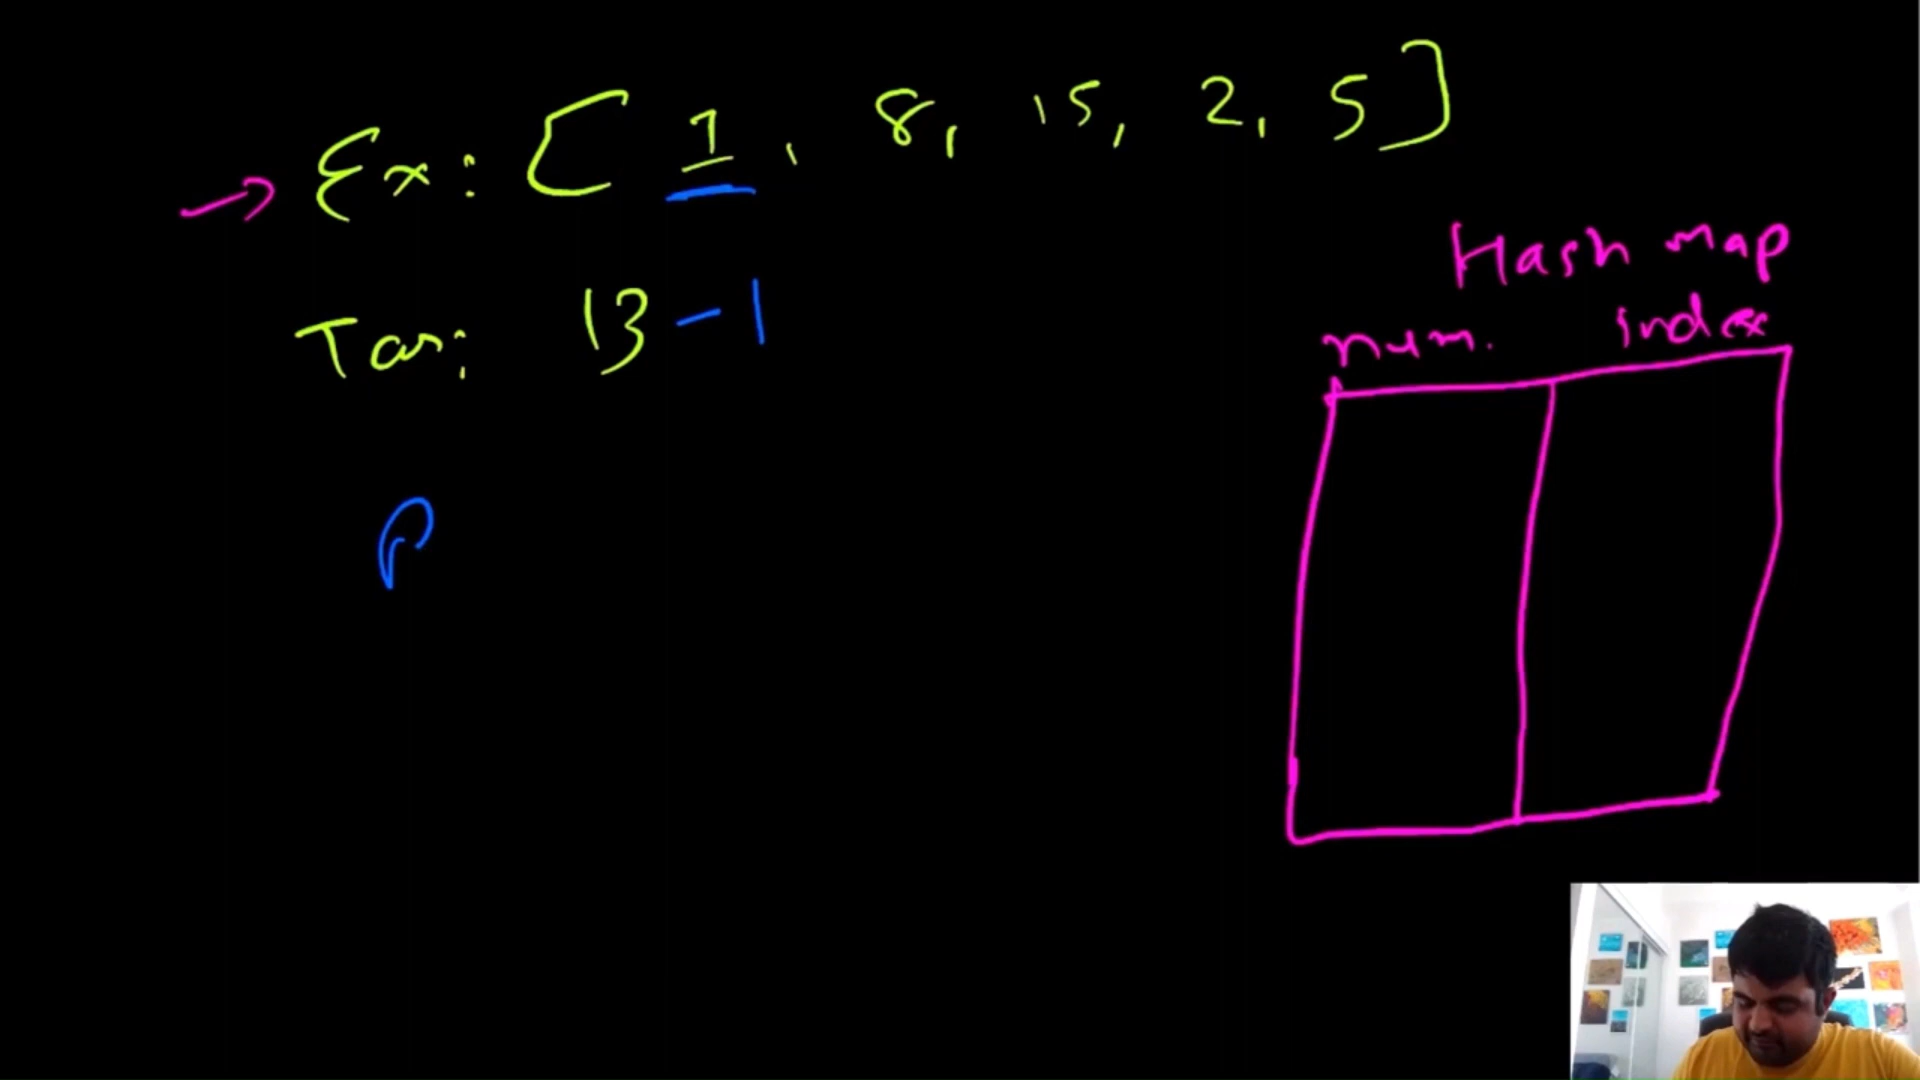 → Ex: [ 1, 8, 15, 2, 5]
Hash map
Tar: 13 - 1
num. index